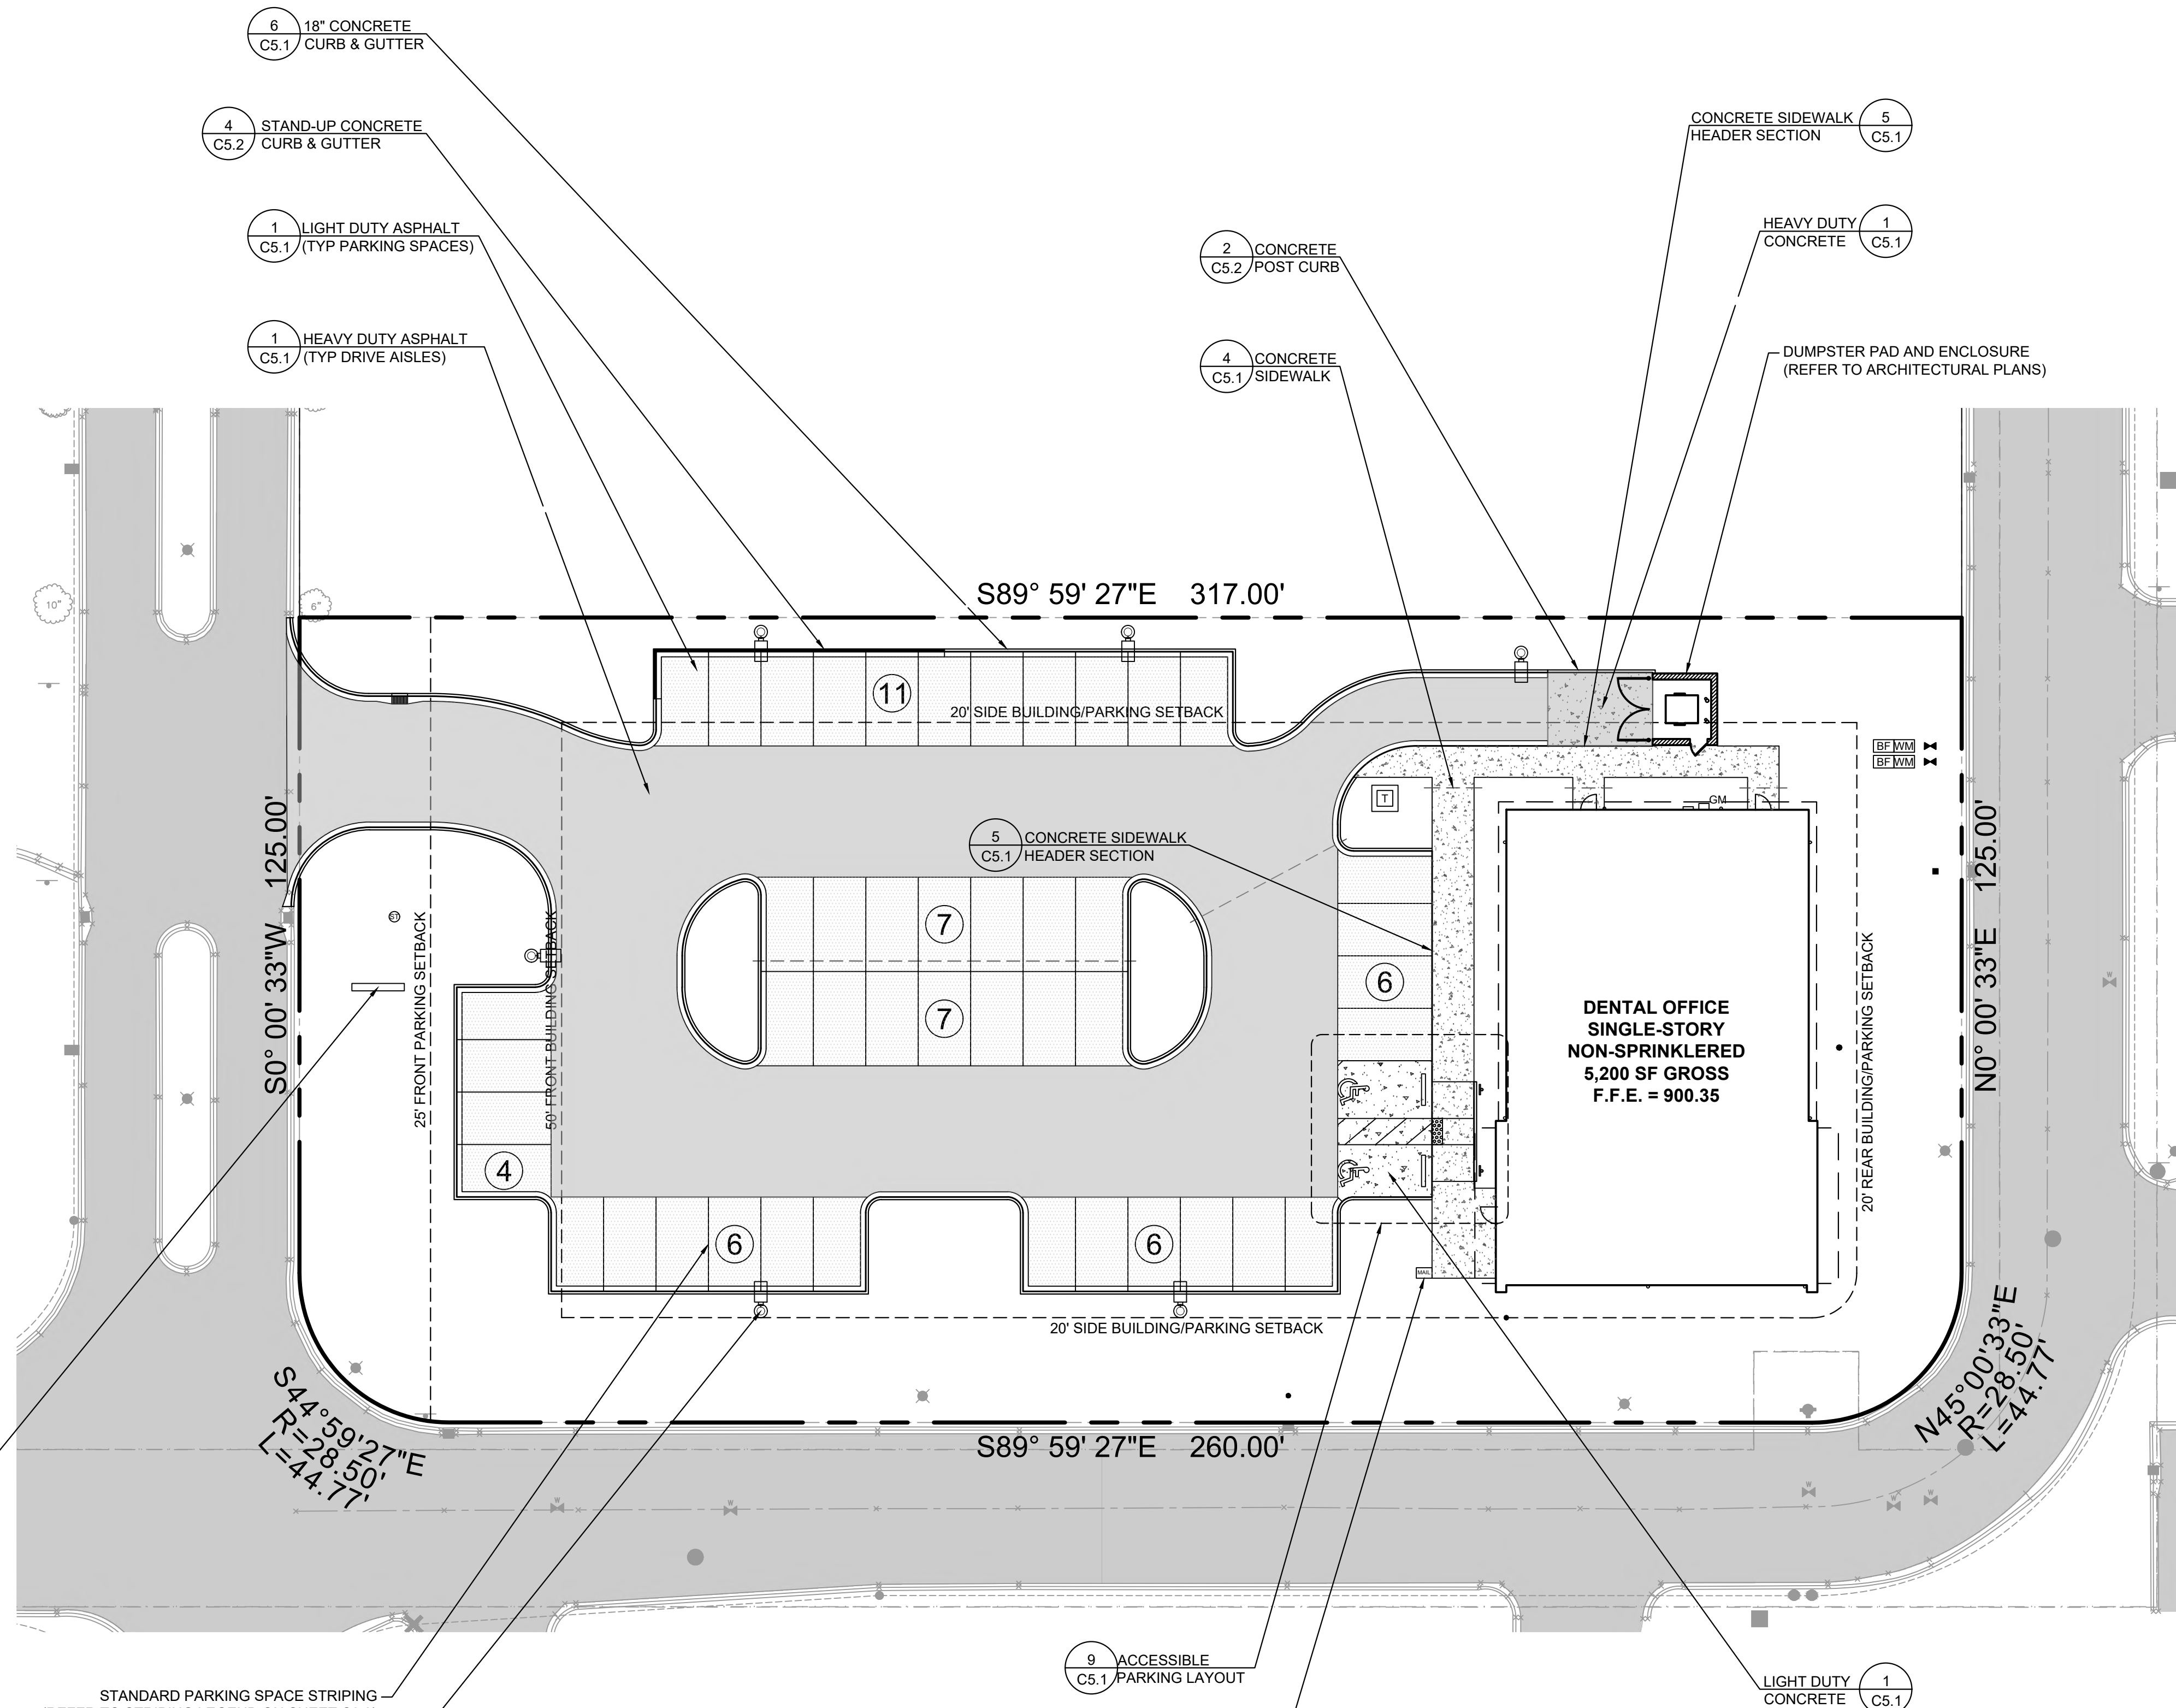 6
C5.1
18" CONCRETE
CURB & GUTTER
4
C5.2
STAND-UP CONCRETE
CURB & GUTTER
1
C5.1
LIGHT DUTY ASPHALT
(TYP PARKING SPACES)
1
C5.1
HEAVY DUTY ASPHALT
(TYP DRIVE AISLES)
2
C5.2
CONCRETE
POST CURB
4
C5.1
CONCRETE
SIDEWALK
CONCRETE SIDEWALK
HEADER SECTION
5
C5.1
HEAVY DUTY
CONCRETE
1
C5.1
DUMPSTER PAD AND ENCLOSURE
(REFER TO ARCHITECTURAL PLANS)
10"
6"
S89° 59' 27"E 317.00'
11
20' SIDE BUILDING/PARKING SETBACK
BF WM
BF WM
T
GM
S0° 00' 33"W 125.00'
N0° 00' 33"E 125.00'
5
C5.1
CONCRETE SIDEWALK
HEADER SECTION
ST
25' FRONT PARKING SETBACK
50' FRONT BUILDING SETBACK
7
7
6
DENTAL OFFICE
SINGLE-STORY
NON-SPRINKLERED
5,200 SF GROSS
F.F.E. = 900.35
20' REAR BUILDING/PARKING SETBACK
W
4
6
6
MAIL
20' SIDE BUILDING/PARKING SETBACK
S44°59'27"E
R=28.50'
L=44.77'
S89° 59' 27"E 260.00'
N45°00'33"E
R=28.50'
L=44.77'
W
W
W
W
W
9
C5.1
ACCESSIBLE
PARKING LAYOUT
LIGHT DUTY
CONCRETE
1
C5.1
STANDARD PARKING SPACE STRIPING